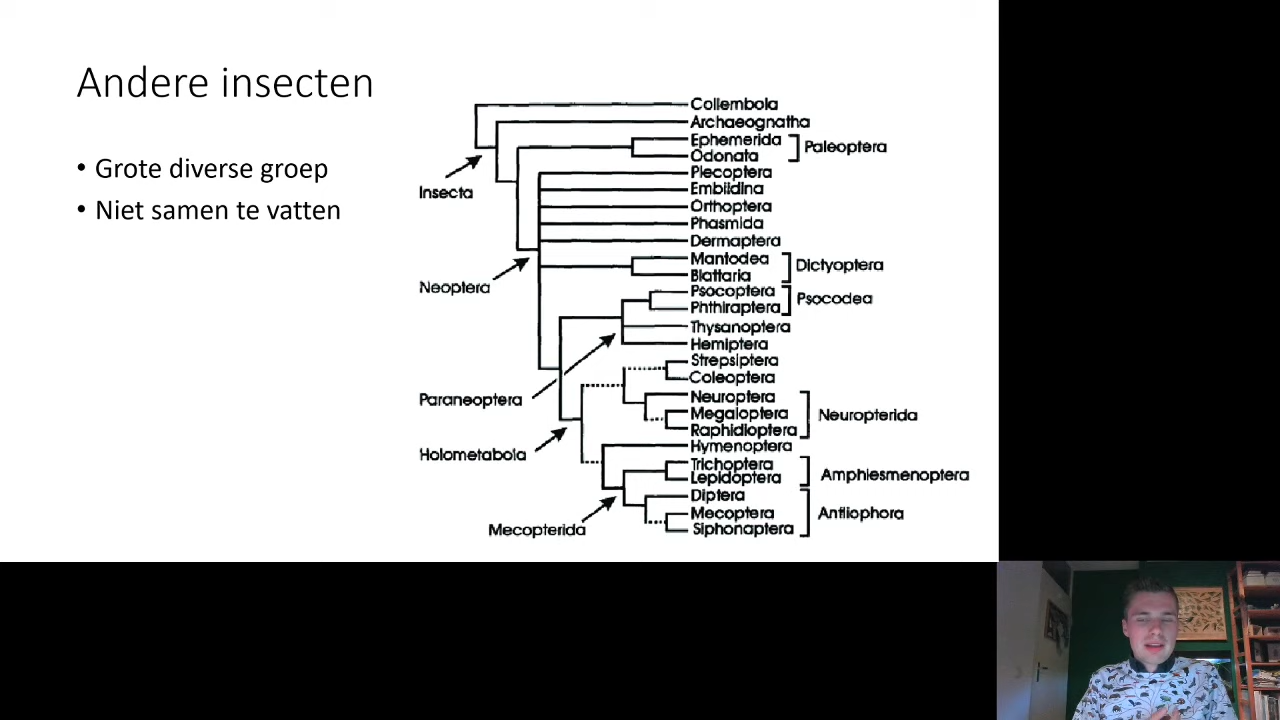 Andere insecten
• Grote diverse groep
• Niet samen te vatten
Collembola
Archaeognatha
Ephemerida
Odonata
Paleoptera
Plecoptera
Embiidina
Orthoptera
Phasmida
Dermaptera
Mantodea
Blattaria
Dictyoptera
Psocoptera
Phthiraptera
Psocodea
Thysanoptera
Hemiptera
Strepsiptera
Coleoptera
Neuroptera
Megaloptera
Raphidioptera
Neuropterida
Hymenoptera
Trichoptera
Lepidoptera
Amphiesmenoptera
Diptera
Mecoptera
Siphonaptera
Antliophora
Insecta
Neoptera
Paraneoptera
Holometabola
Mecopterida